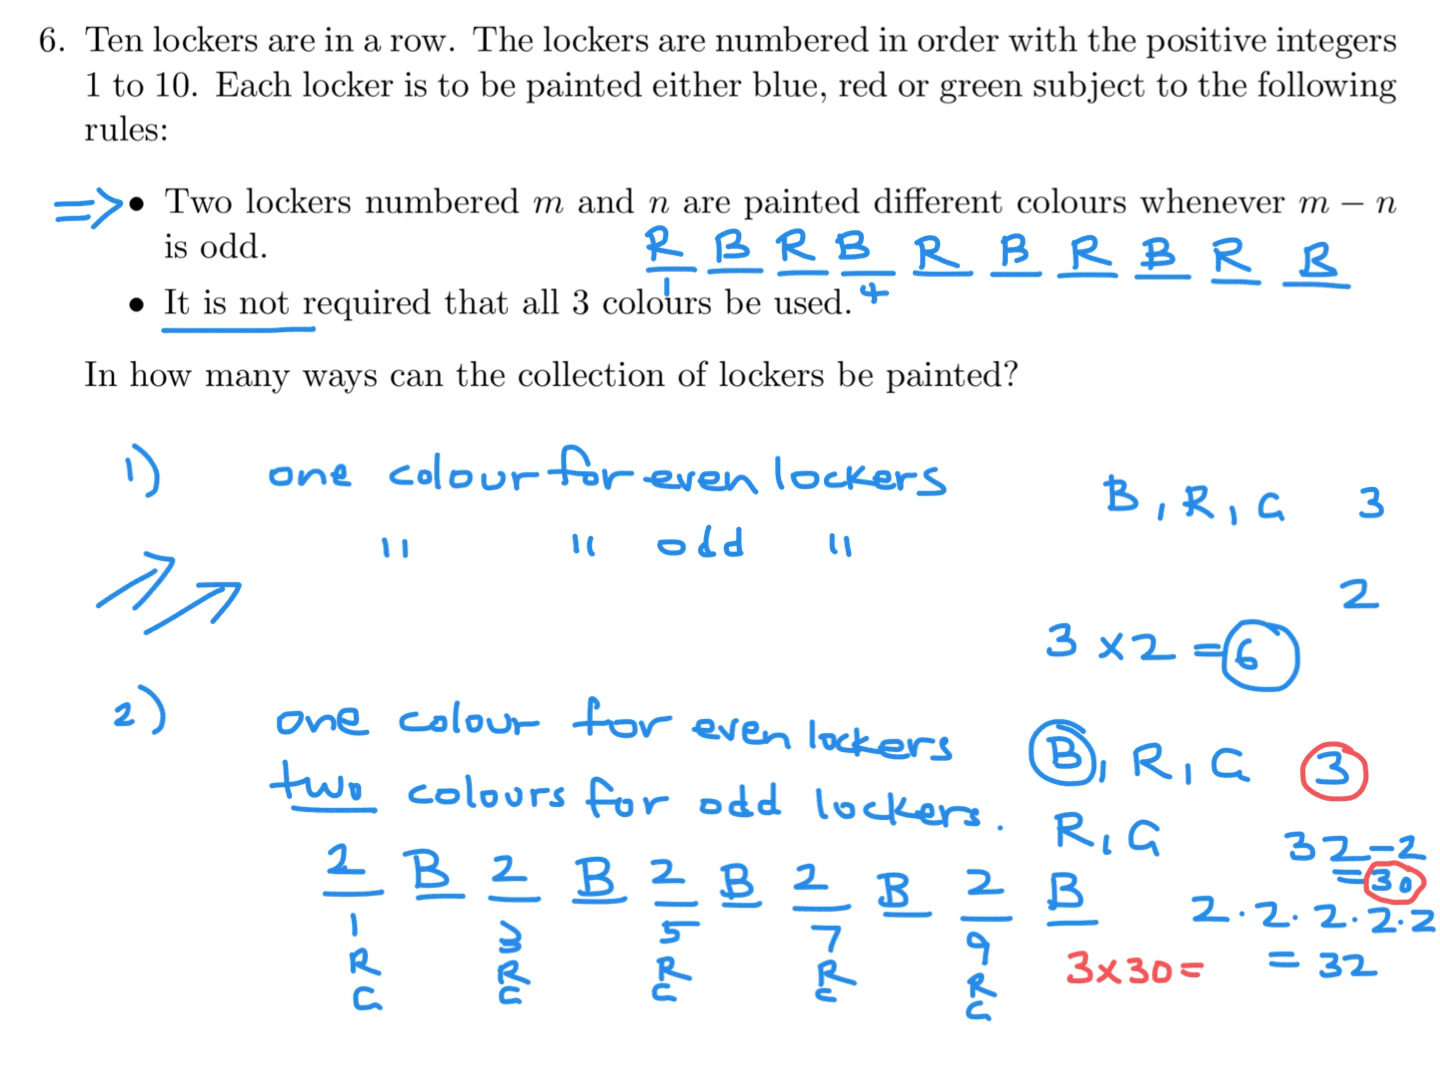 6. Ten lockers are in a row. The lockers are numbered in order with the positive integers
1 to 10. Each locker is to be painted either blue, red or green subject to the following
rules:
⇒ • Two lockers numbered m and n are painted different colours whenever m − n
is odd.
R B R B R B R B R B
1 4
• It is not required that all 3 colours be used.
In how many ways can the collection of lockers be painted?
1) one colour for even lockers B, R, G 3
" " odd " 2
3 × 2 = 6
2) one colour for even lockers B, R, G 3
two colours for odd lockers. R, G
32-2
= 30
2 B 2 B 2 B 2 B 2 B
2.2.2.2.2
= 32
1 3 5 7 9
R R R R R
G G G G G
3×30=